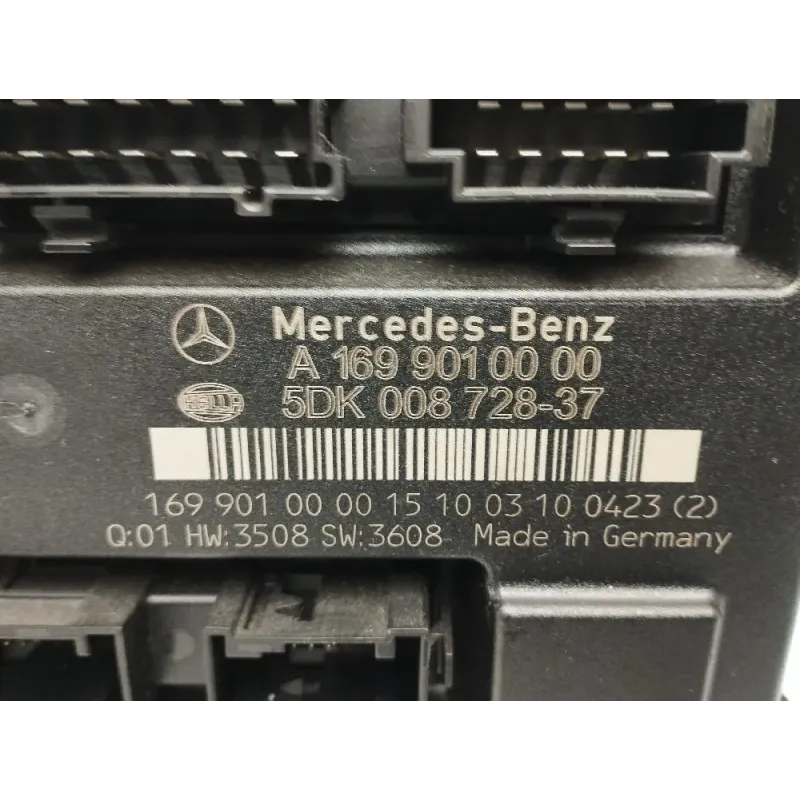 Mercedes-Benz
A 169 901 00 00
HELLA
5DK 008 728-37
169 901 00 00 15 10 03 10 0423 (2)
Q:01 HW:3508 SW:3608 Made in Germany